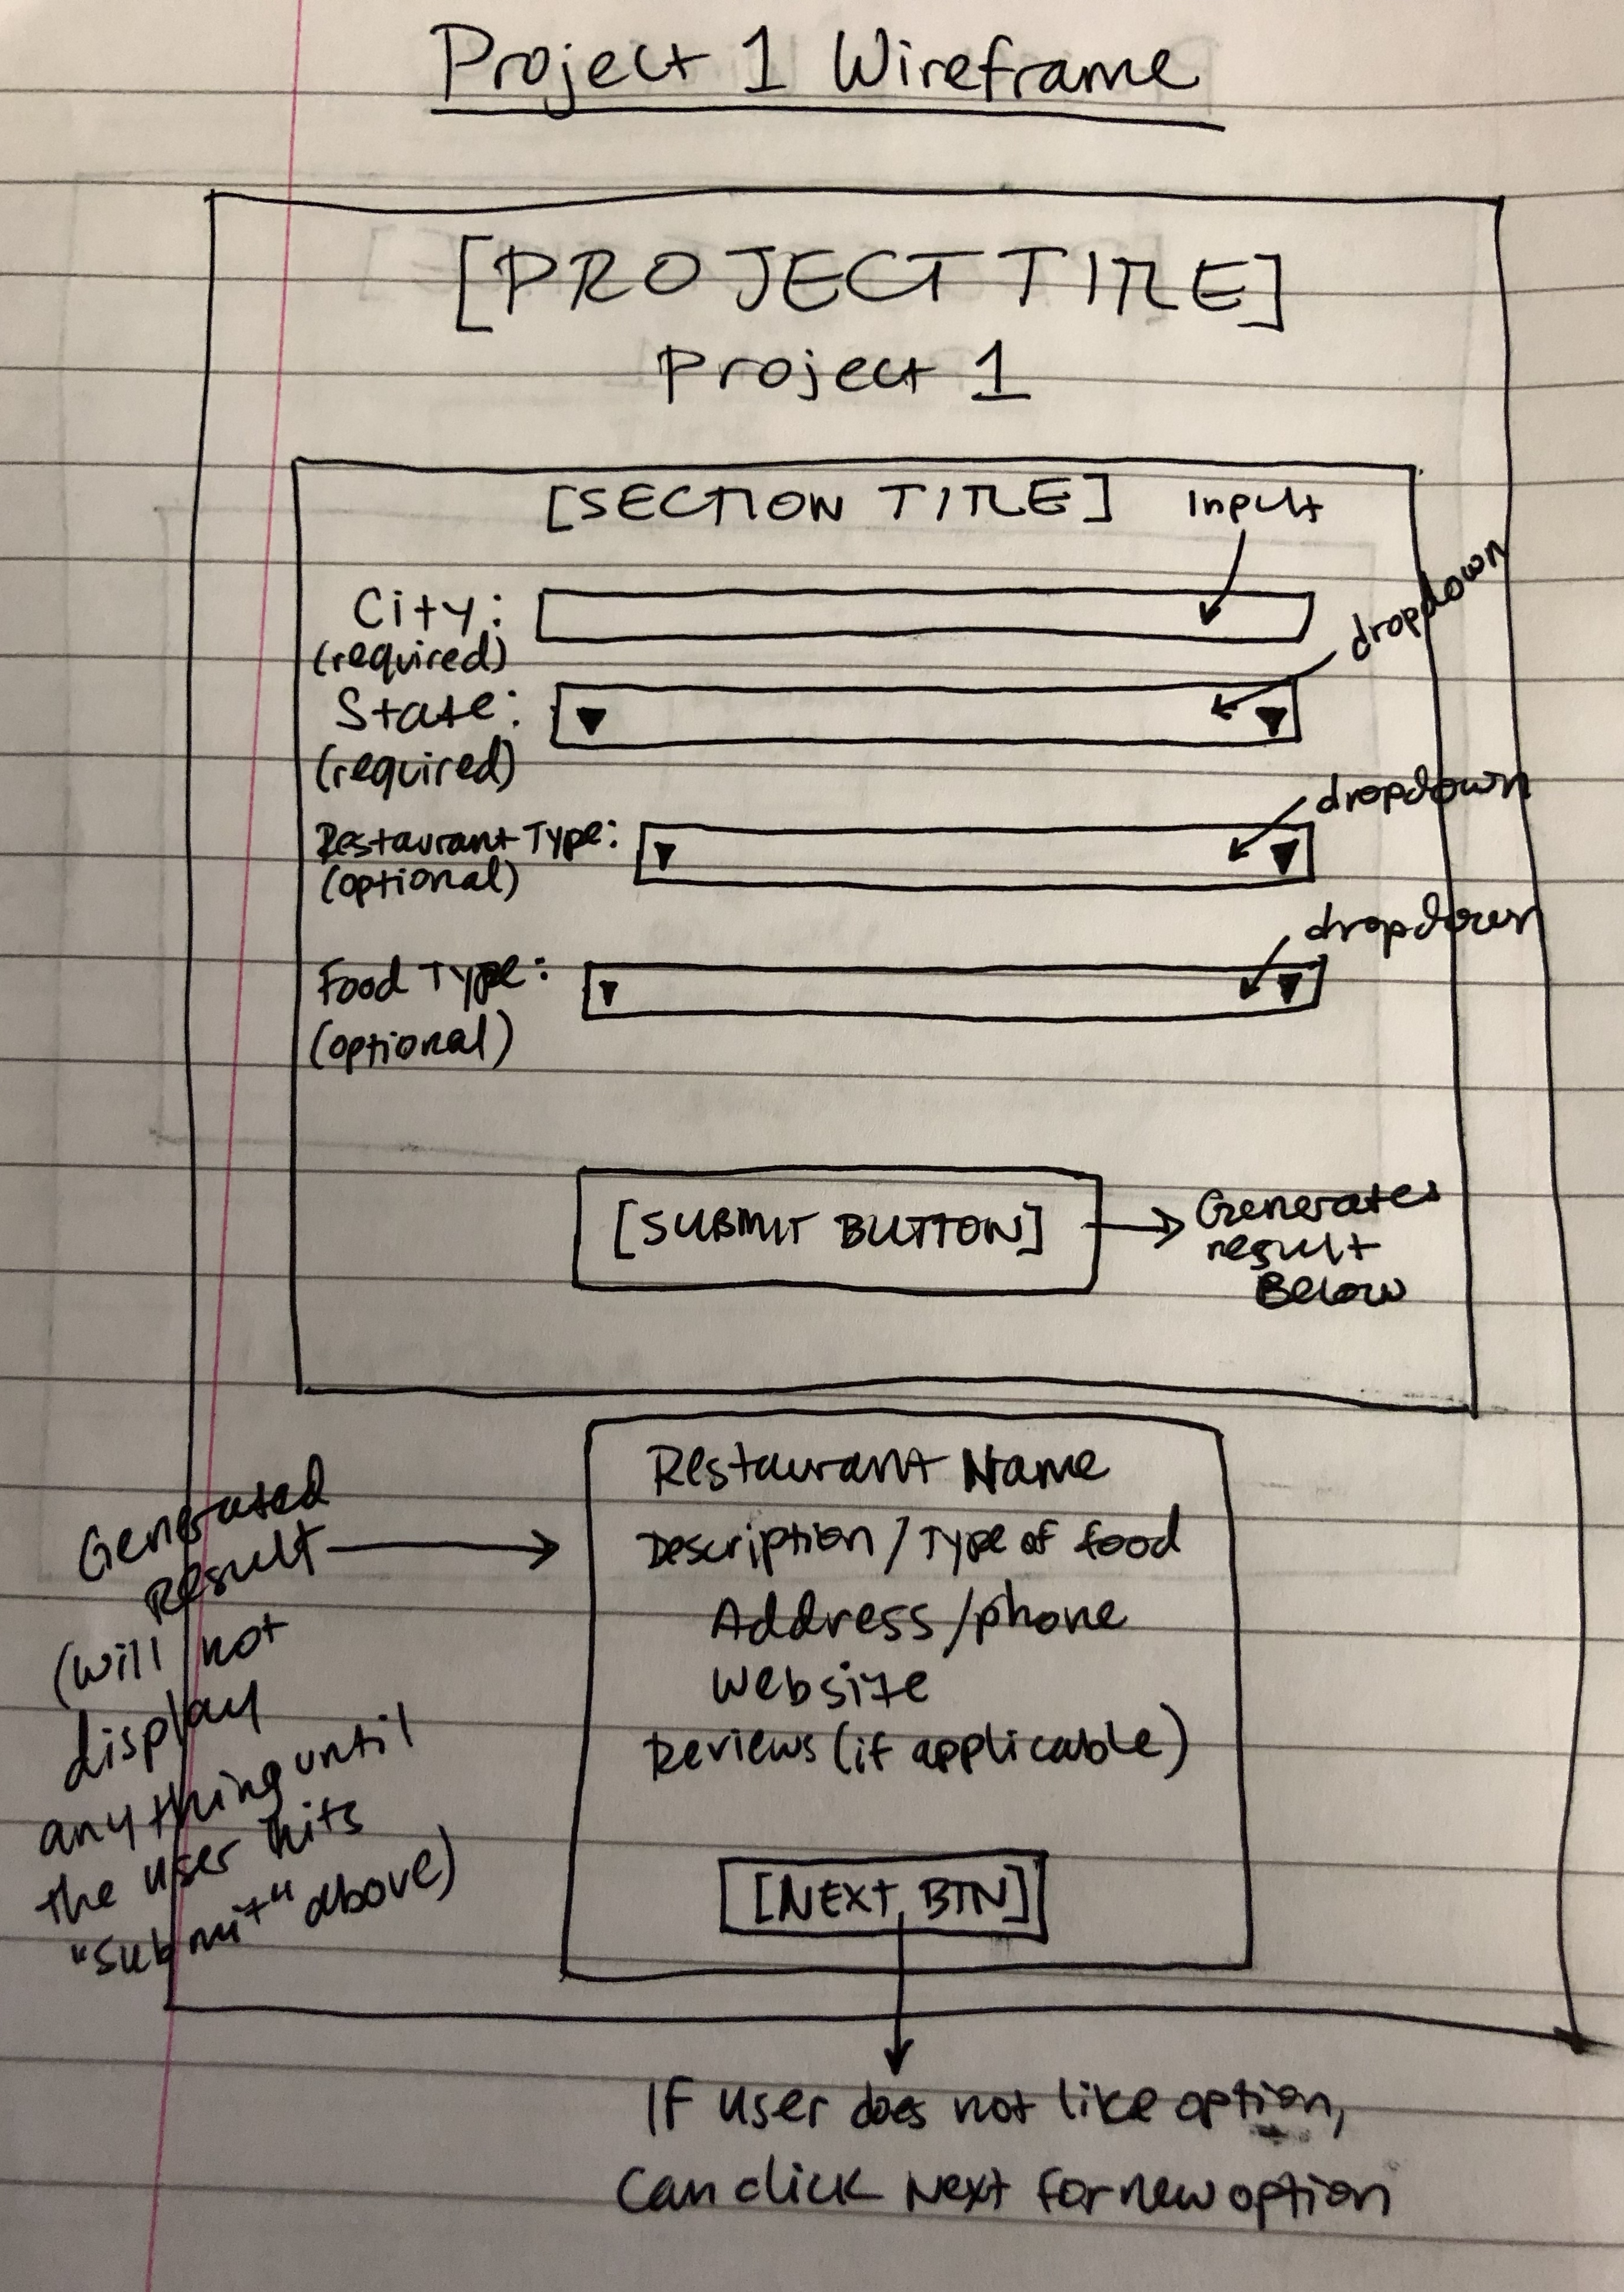 Project 1 Wireframe
[PROJECT TITLE]
Project 1
[SECTION TITLE]
Input
City:
(required)
dropdown
State:
(required)
dropdown
Restaurant Type:
(optional)
dropdown
Food Type:
(optional)
[SUBMIT BUTTON]
Generates
result
Below
Restaurant Name
Description / Type of food
Address / phone
Website
Reviews (if applicable)
[NEXT BTN]
Generated
Result
(will not
display
anything until
the user hits
"submit" above)
IF user does not like option,
Can click Next for new option